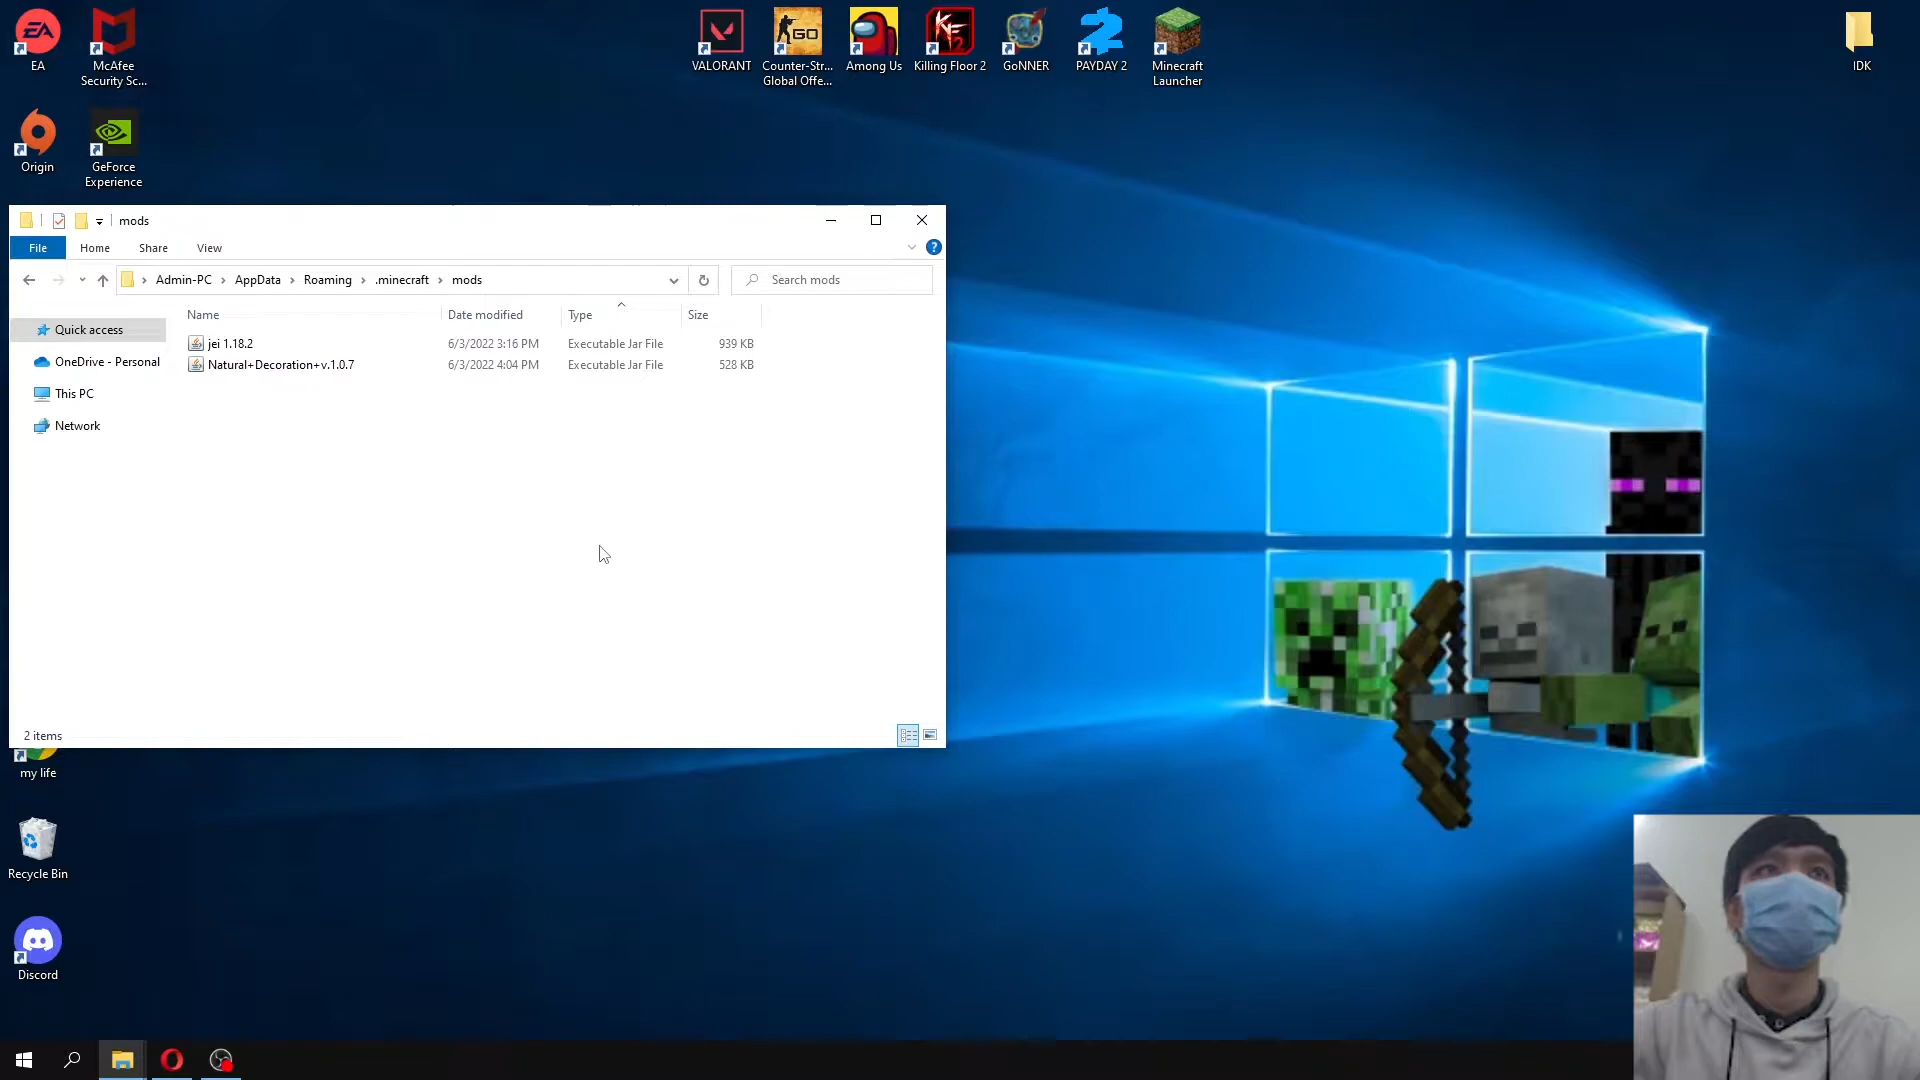 EA
McAfee
Security Sc...
VALORANT
Counter-Str...
Global Offe...
Among Us
Killing Floor 2
GoNNER
PAYDAY 2
Minecraft
Launcher
IDK
Origin
GeForce
Experience
mods
File
Home
Share
View
Admin-PC
AppData
Roaming
.minecraft
mods
Search mods
Name
Date modified
Type
Size
Quick access
OneDrive - Personal
This PC
Network
jei 1.18.2
6/3/2022 3:16 PM
Executable Jar File
939 KB
Natural+Decoration+v.1.0.7
6/3/2022 4:04 PM
Executable Jar File
528 KB
2 items
my life
Recycle Bin
Discord